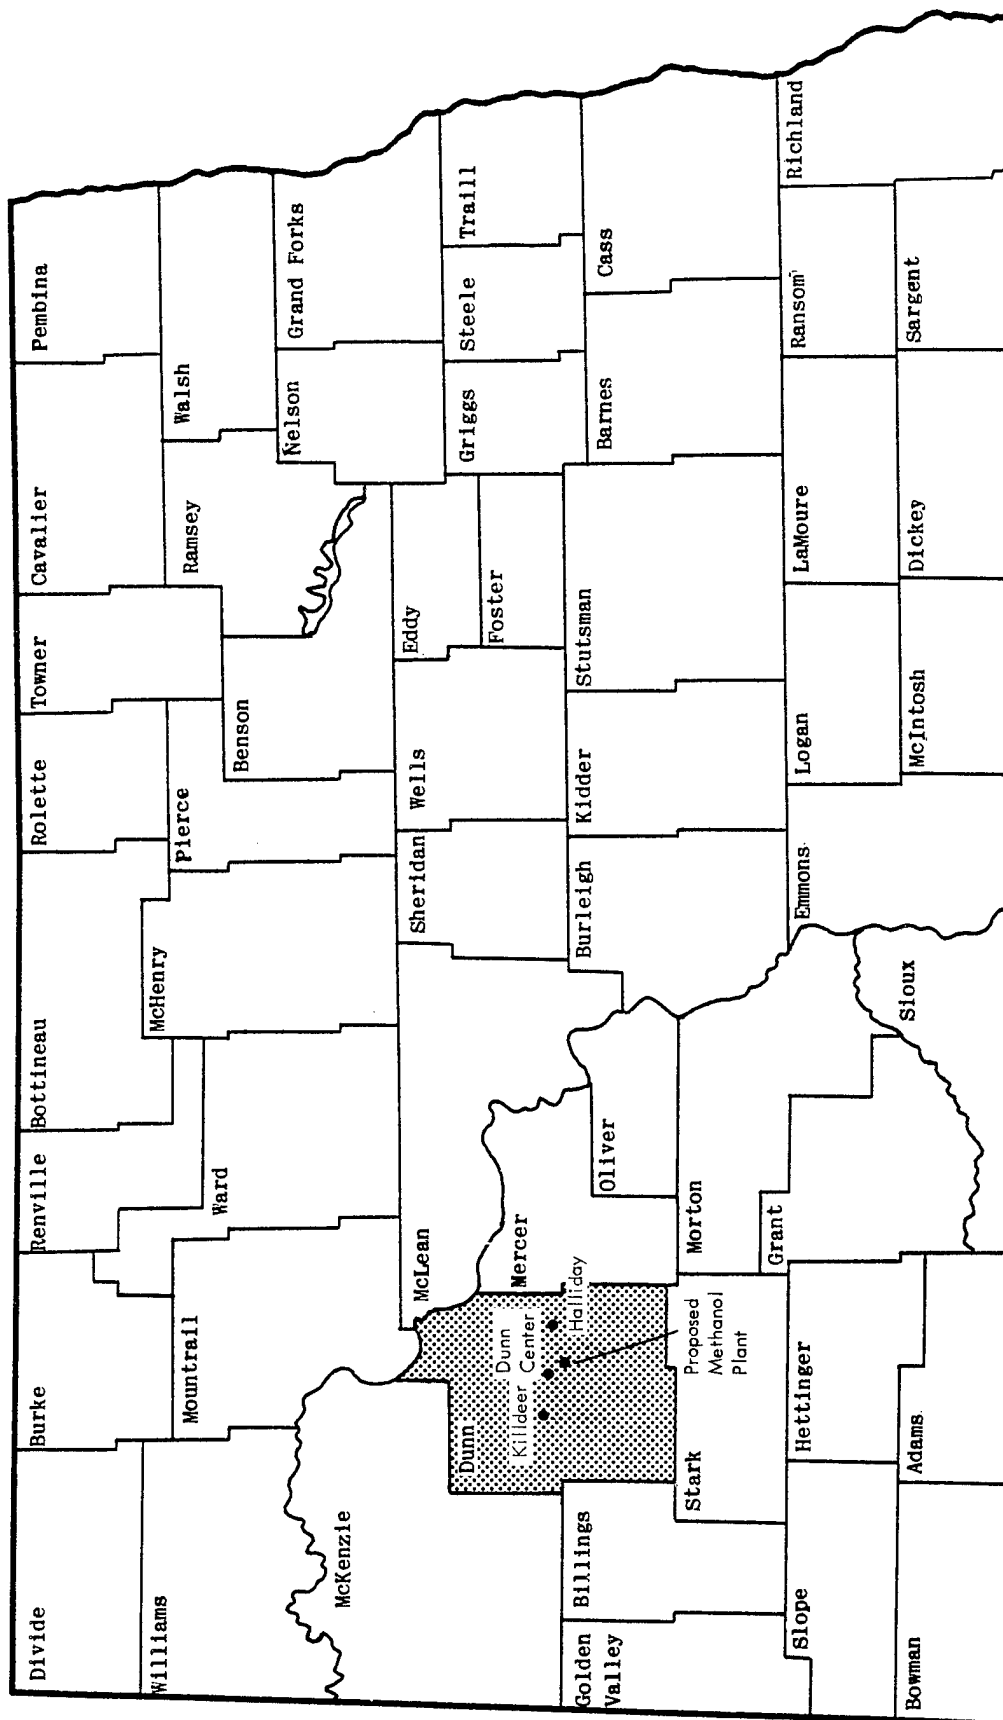 Divide
Burke
Renville
Bottineau
Rolette
Towner
Cavalier
Pembina
Williams
Mountrail
Ward
McHenry
Pierce
Benson
Ramsey
Walsh
Nelson
Grand Forks
McKenzie
McLean
Sheridan
Wells
Eddy
Foster
Griggs
Steele
Traill
Dunn
Killdeer
Dunn
Center
Halliday
Mercer
Oliver
Burleigh
Kidder
Stutsman
Barnes
Cass
Golden
Valley
Billings
Stark
Proposed
Methanol
Plant
Morton
Grant
Slope
Hettinger
Emmons
Logan
LaMoure
Ransom
Richland
Bowman
Adams
Sioux
McIntosh
Dickey
Sargent